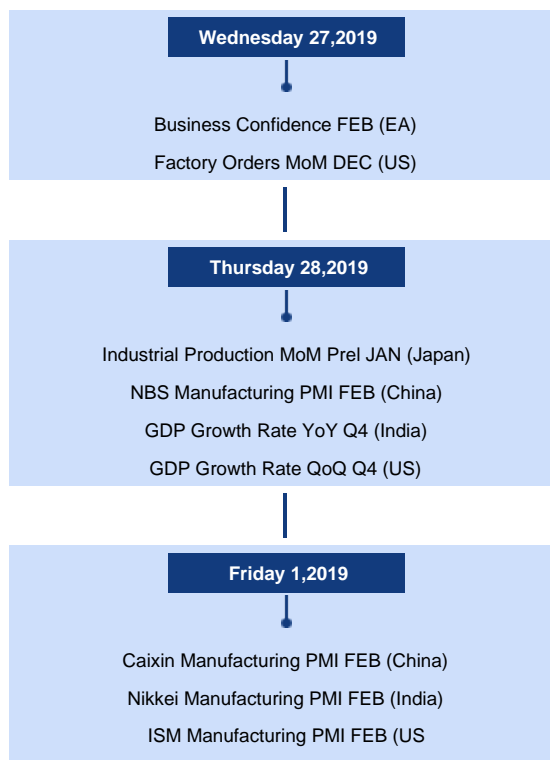 Wednesday 27,2019
Business Confidence FEB (EA)
Factory Orders MoM DEC (US)
Thursday 28,2019
Industrial Production MoM Prel JAN (Japan)
NBS Manufacturing PMI FEB (China)
GDP Growth Rate YoY Q4 (India)
GDP Growth Rate QoQ Q4 (US)
Friday 1,2019
Caixin Manufacturing PMI FEB (China)
Nikkei Manufacturing PMI FEB (India)
ISM Manufacturing PMI FEB (US